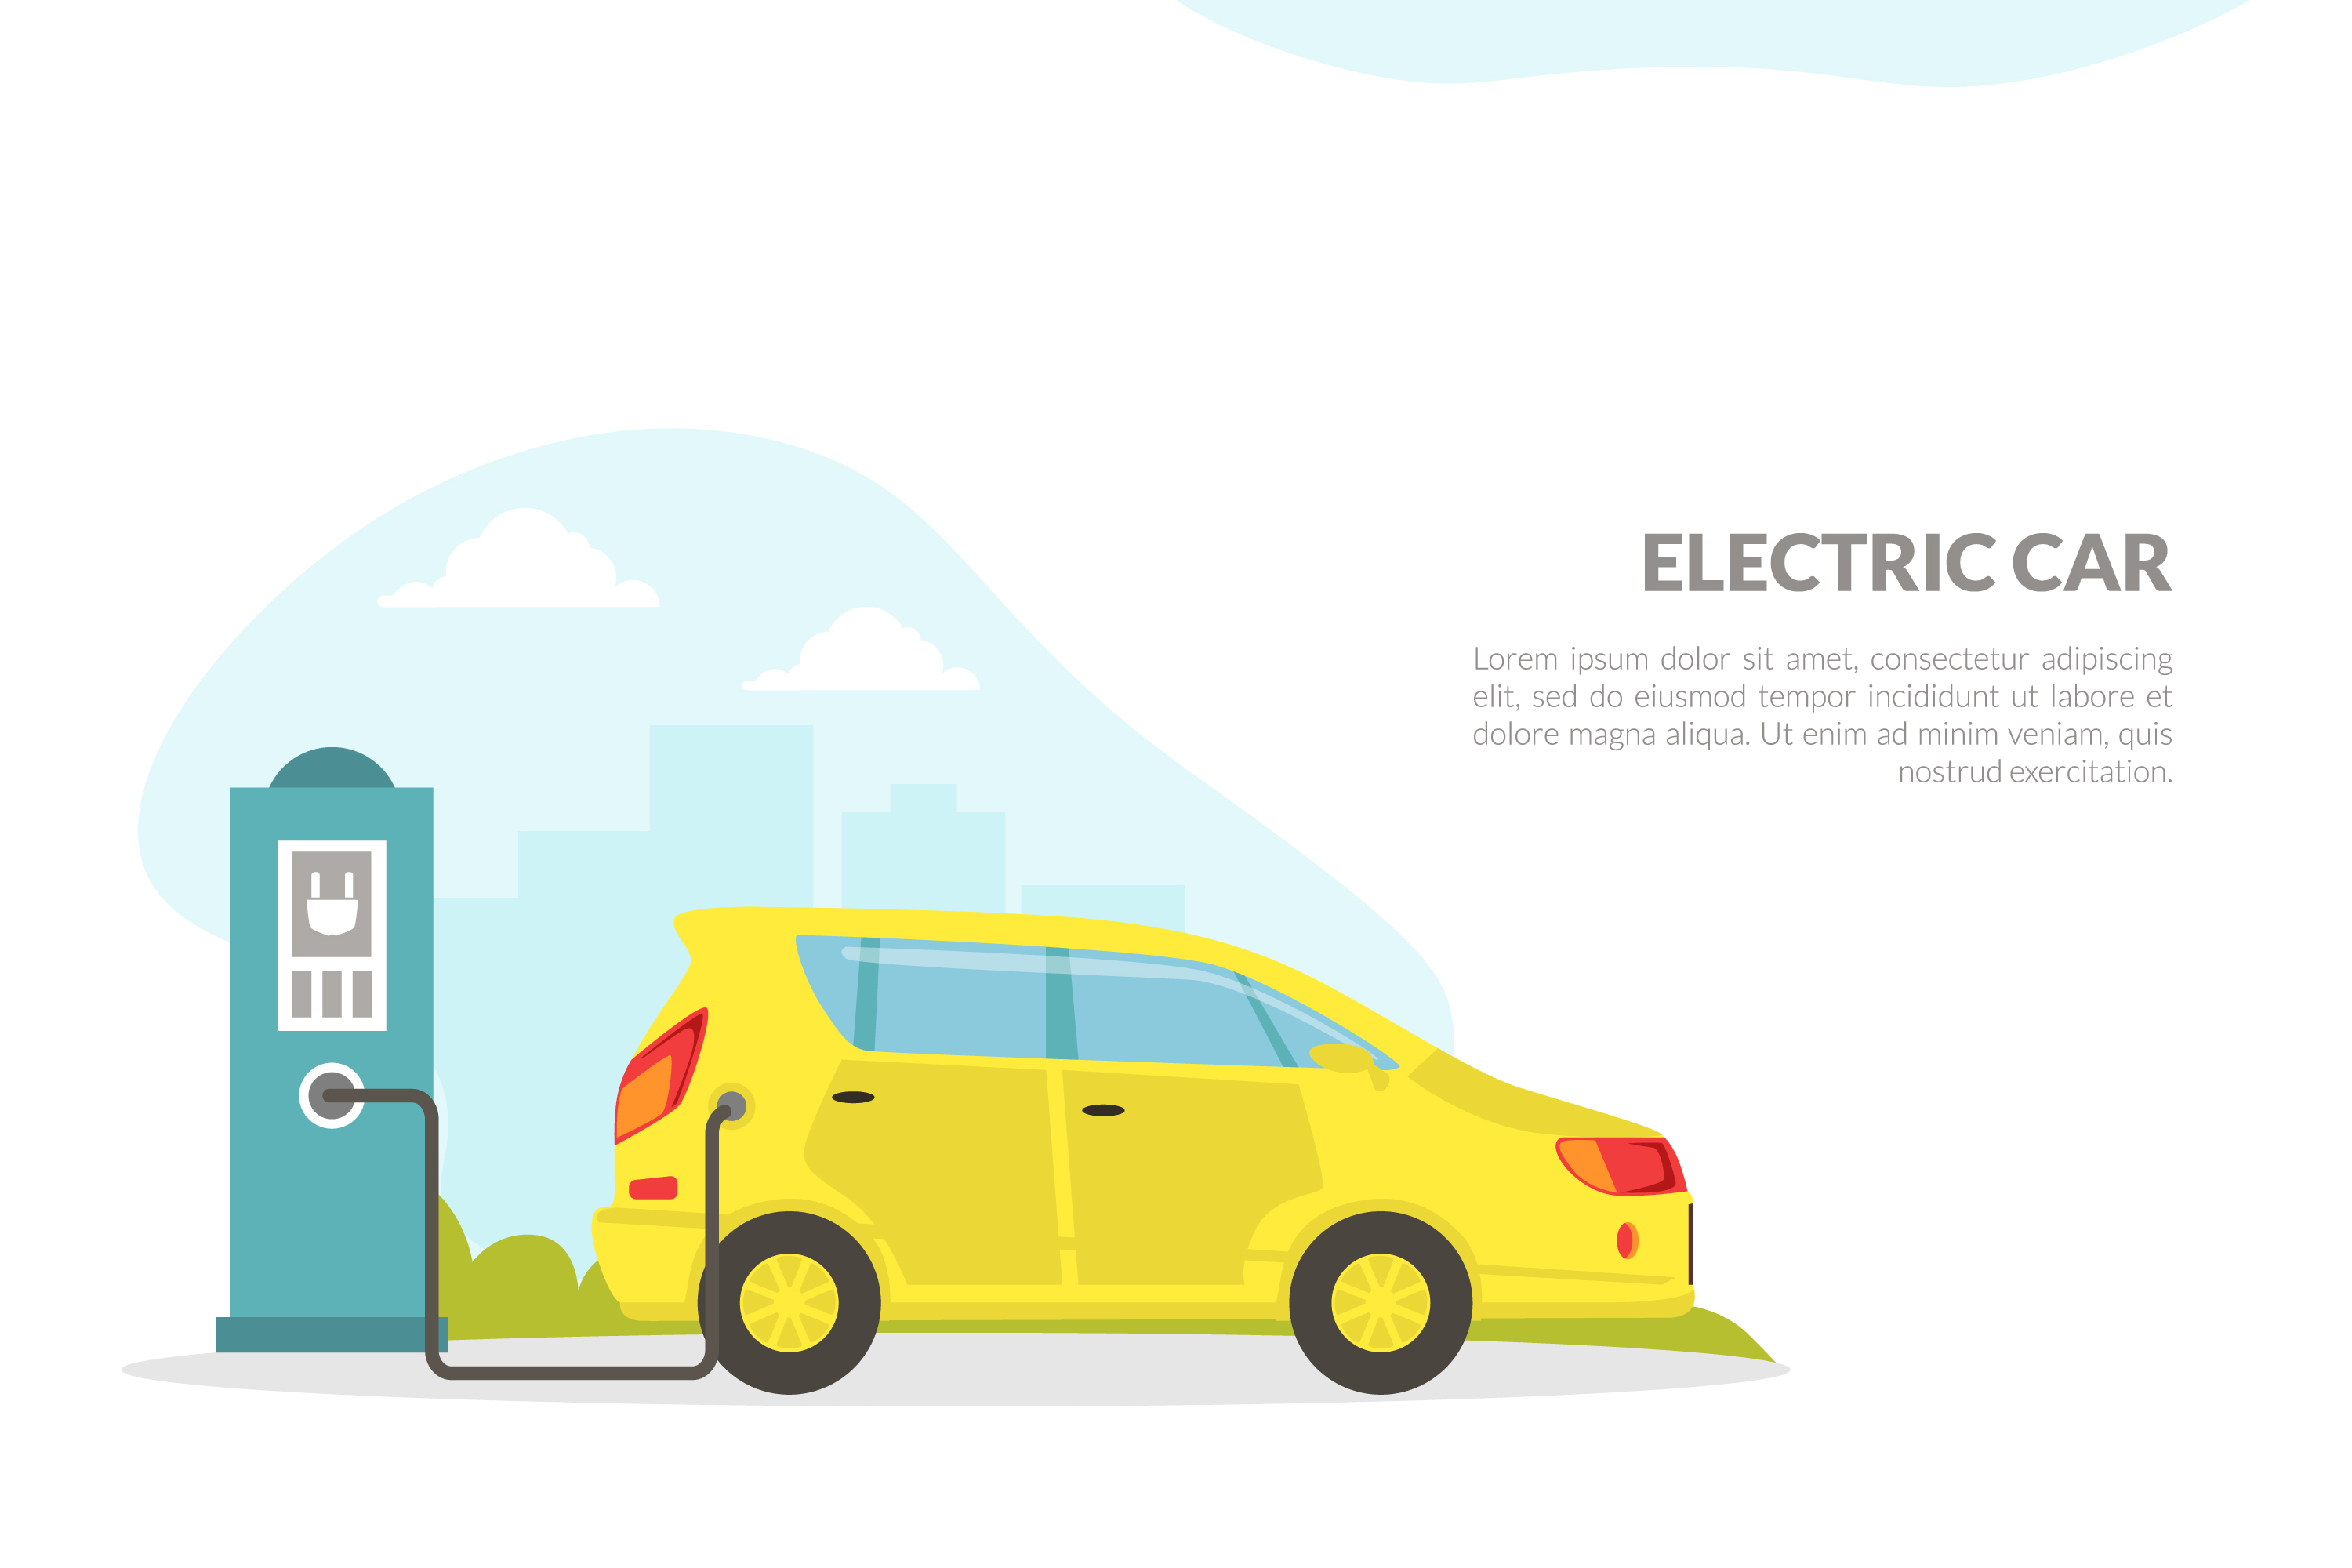 ELECTRIC CAR
Lorem ipsum dolor sit amet, consectetur adipiscing
elit, sed do eiusmod tempor incididunt ut labore et
dolore magna aliqua. Ut enim ad minim veniam, quis
nostrud exercitation.